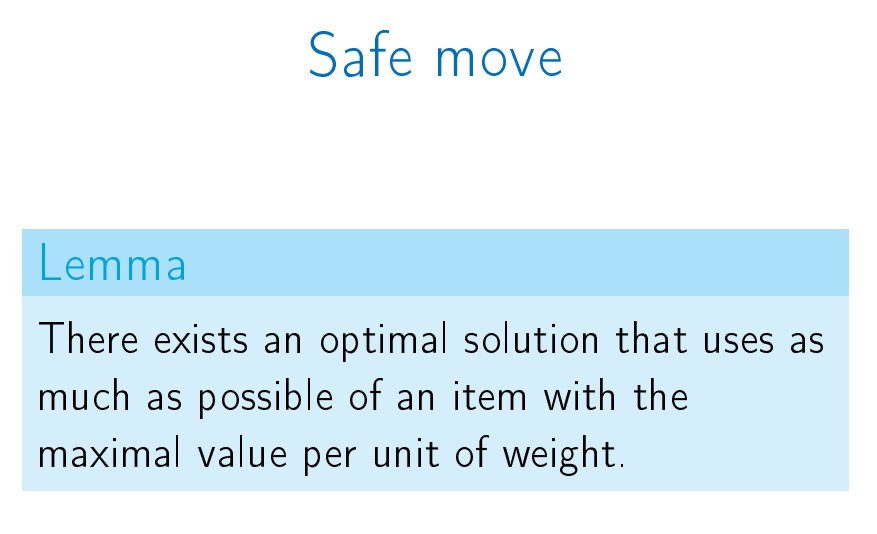 Safe move
Lemma
There exists an optimal solution that uses as
much as possible of an item with the
maximal value per unit of weight.